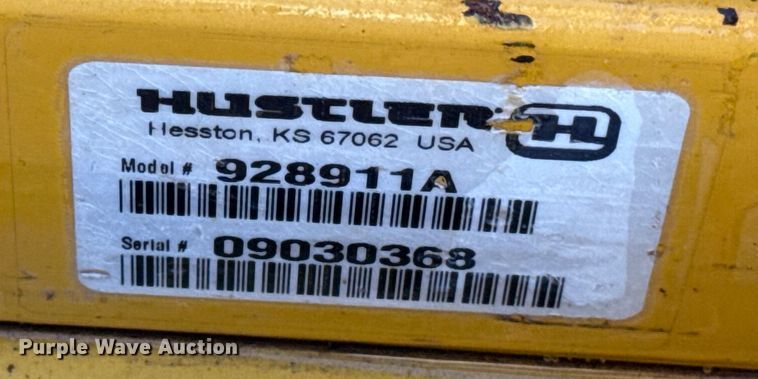 HUSTLER H
Hesston, KS 67062 USA
Model # 928911A
Serial # 09030368
Purple Wave Auction